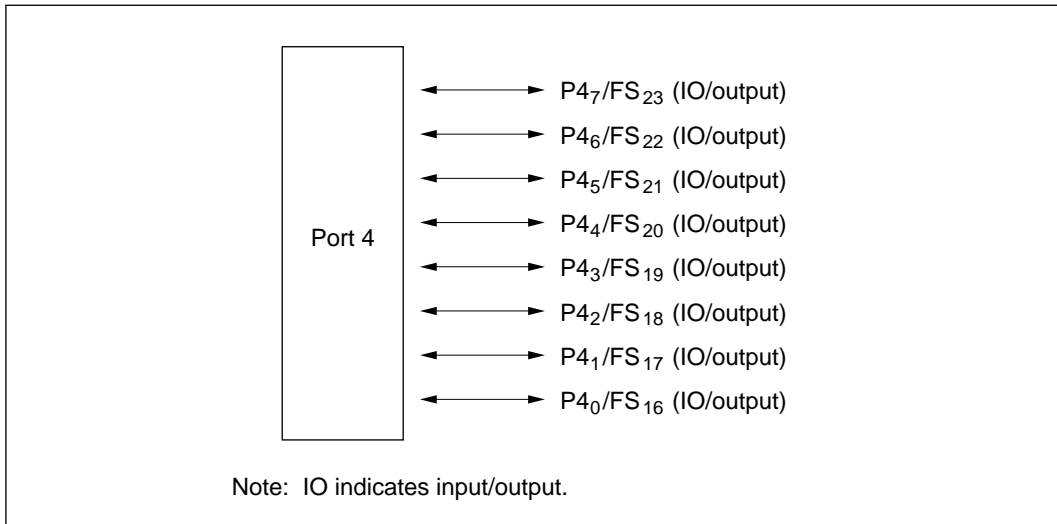 P4₇/FS₂₃ (IO/output)
P4₆/FS₂₂ (IO/output)
P4₅/FS₂₁ (IO/output)
P4₄/FS₂₀ (IO/output)
Port 4
P4₃/FS₁₉ (IO/output)
P4₂/FS₁₈ (IO/output)
P4₁/FS₁₇ (IO/output)
P4₀/FS₁₆ (IO/output)
Note: IO indicates input/output.